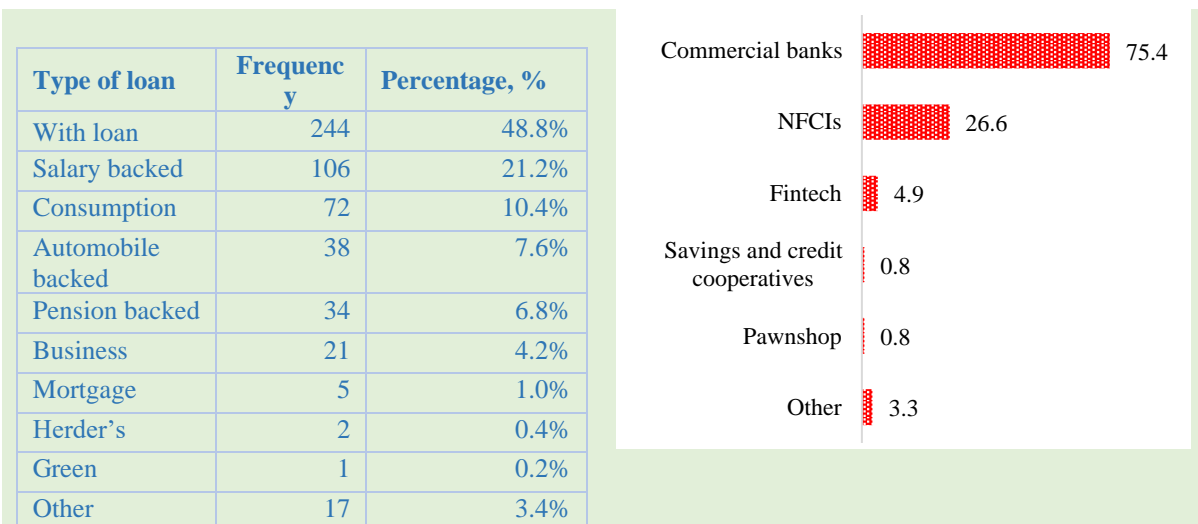 Type of loan Frequenc
y Percentage, %
With loan 244 48.8%
Salary backed 106 21.2%
Consumption 72 10.4%
Automobile
backed 38 7.6%
Pension backed 34 6.8%
Business 21 4.2%
Mortgage 5 1.0%
Herder’s 2 0.4%
Green 1 0.2%
Other 17 3.4%
Commercial banks 75.4
NFCIs 26.6
Fintech 4.9
Savings and credit
cooperatives 0.8
Pawnshop 0.8
Other 3.3